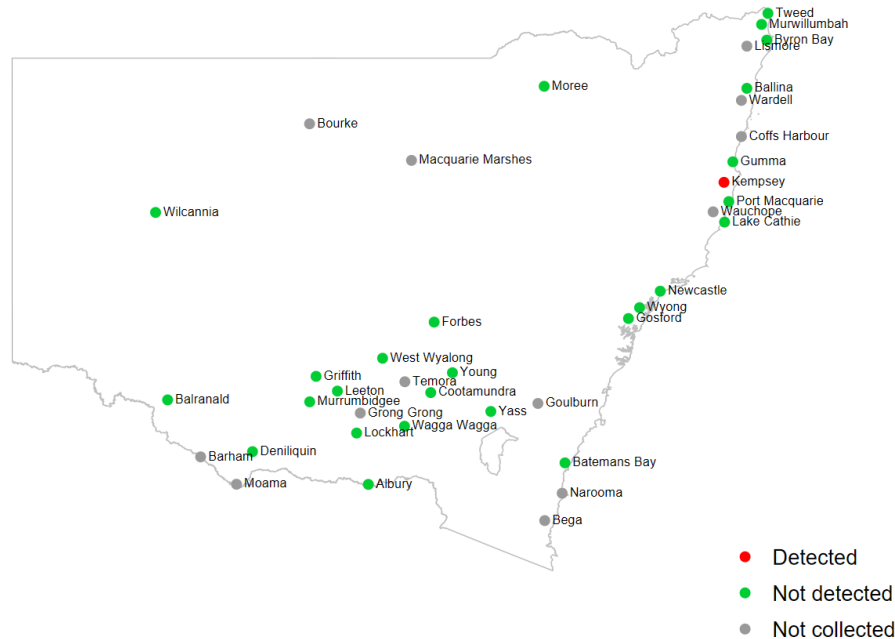 Tweed
Murwillumbah
Byron Bay
Lismore
Moree
Ballina
Wardell
Bourke
Coffs Harbour
Macquarie Marshes
Gumma
Kempsey
Port Macquarie
Wilcannia
Wauchope
Lake Cathie
Newcastle
Wyong
Gosford
Forbes
West Wyalong
Young
Griffith
Temora
Leeton
Cootamundra
Balranald
Murrumbidgee
Goulburn
Grong Grong
Yass
Wagga Wagga
Lockhart
Deniliquin
Barham
Batemans Bay
Moama
Albury
Narooma
Bega
Detected
Not detected
Not collected